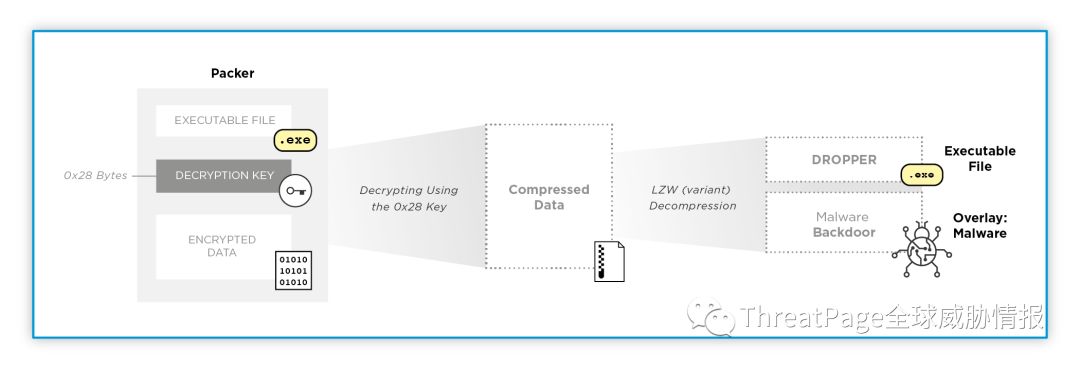 Packer
EXECUTABLE FILE
.exe
0x28 Bytes
DECRYPTION KEY
ENCRYPTED
DATA
01010
10101
01010
Decrypting Using
the 0x28 Key
Compressed
Data
LZW (variant)
Decompression
DROPPER
.exe
Executable
File
Malware
Backdoor
Overlay:
Malware
ThreatPage全球威胁情报